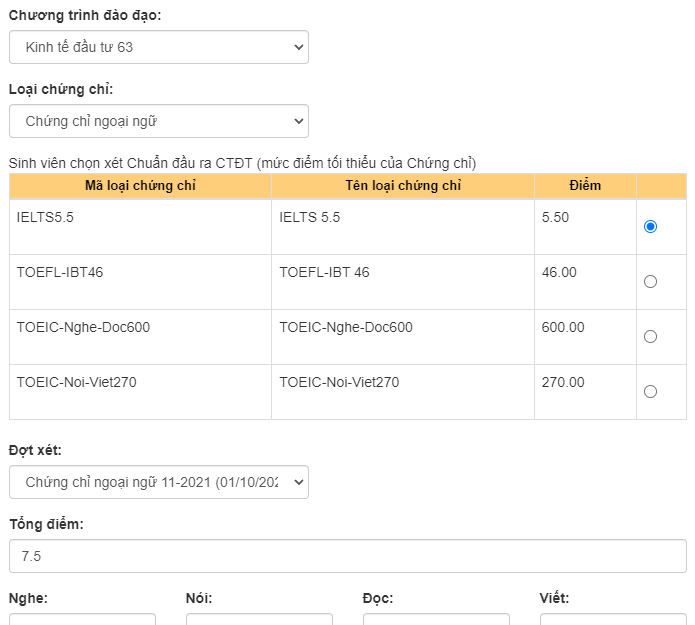 Chương trình đào đạo:
Kinh tế đầu tư 63
Loại chứng chỉ:
Chứng chỉ ngoại ngữ
Sinh viên chọn xét Chuẩn đầu ra CTĐT (mức điểm tối thiểu của Chứng chỉ)
Mã loại chứng chỉ Tên loại chứng chỉ Điểm
IELTS5.5 IELTS 5.5 5.50
TOEFL-IBT46 TOEFL-IBT 46 46.00
TOEIC-Nghe-Doc600 TOEIC-Nghe-Doc600 600.00
TOEIC-Noi-Viet270 TOEIC-Noi-Viet270 270.00
Đợt xét:
Chứng chỉ ngoại ngữ 11-2021 (01/10/202
Tổng điểm:
7.5
Nghe: Nói: Đọc: Viết: